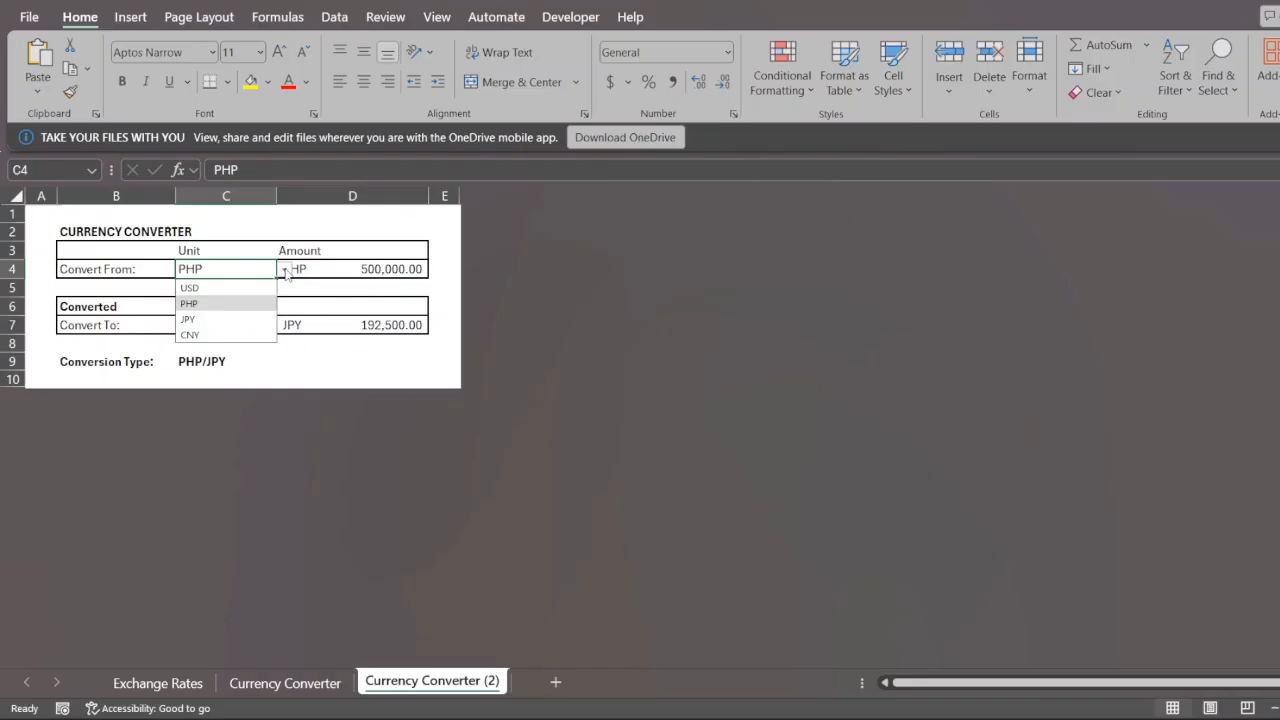 File Home Insert Page Layout Formulas Data Review View Automate Developer Help
Aptos Narrow 11 Wrap Text General AutoSum
Paste Merge & Center Conditional Formatting Format as Table Cell Styles Insert Delete Format Fill Sort & Filter Find & Select Add-
Clear
Clipboard Font Alignment Number Styles Cells Editing
TAKE YOUR FILES WITH YOU View, share and edit files wherever you are with the OneDrive mobile app. Download OneDrive
C4 fx PHP
A B C D E
1
2 CURRENCY CONVERTER
3 Unit Amount
4 Convert From: PHP HP 500,000.00
5 USD
6 Converted PHP
7 Convert To: JPY JPY 192,500.00
8 CNY
9 Conversion Type: PHP/JPY
10
Exchange Rates Currency Converter Currency Converter (2)
Ready Accessibility: Good to go